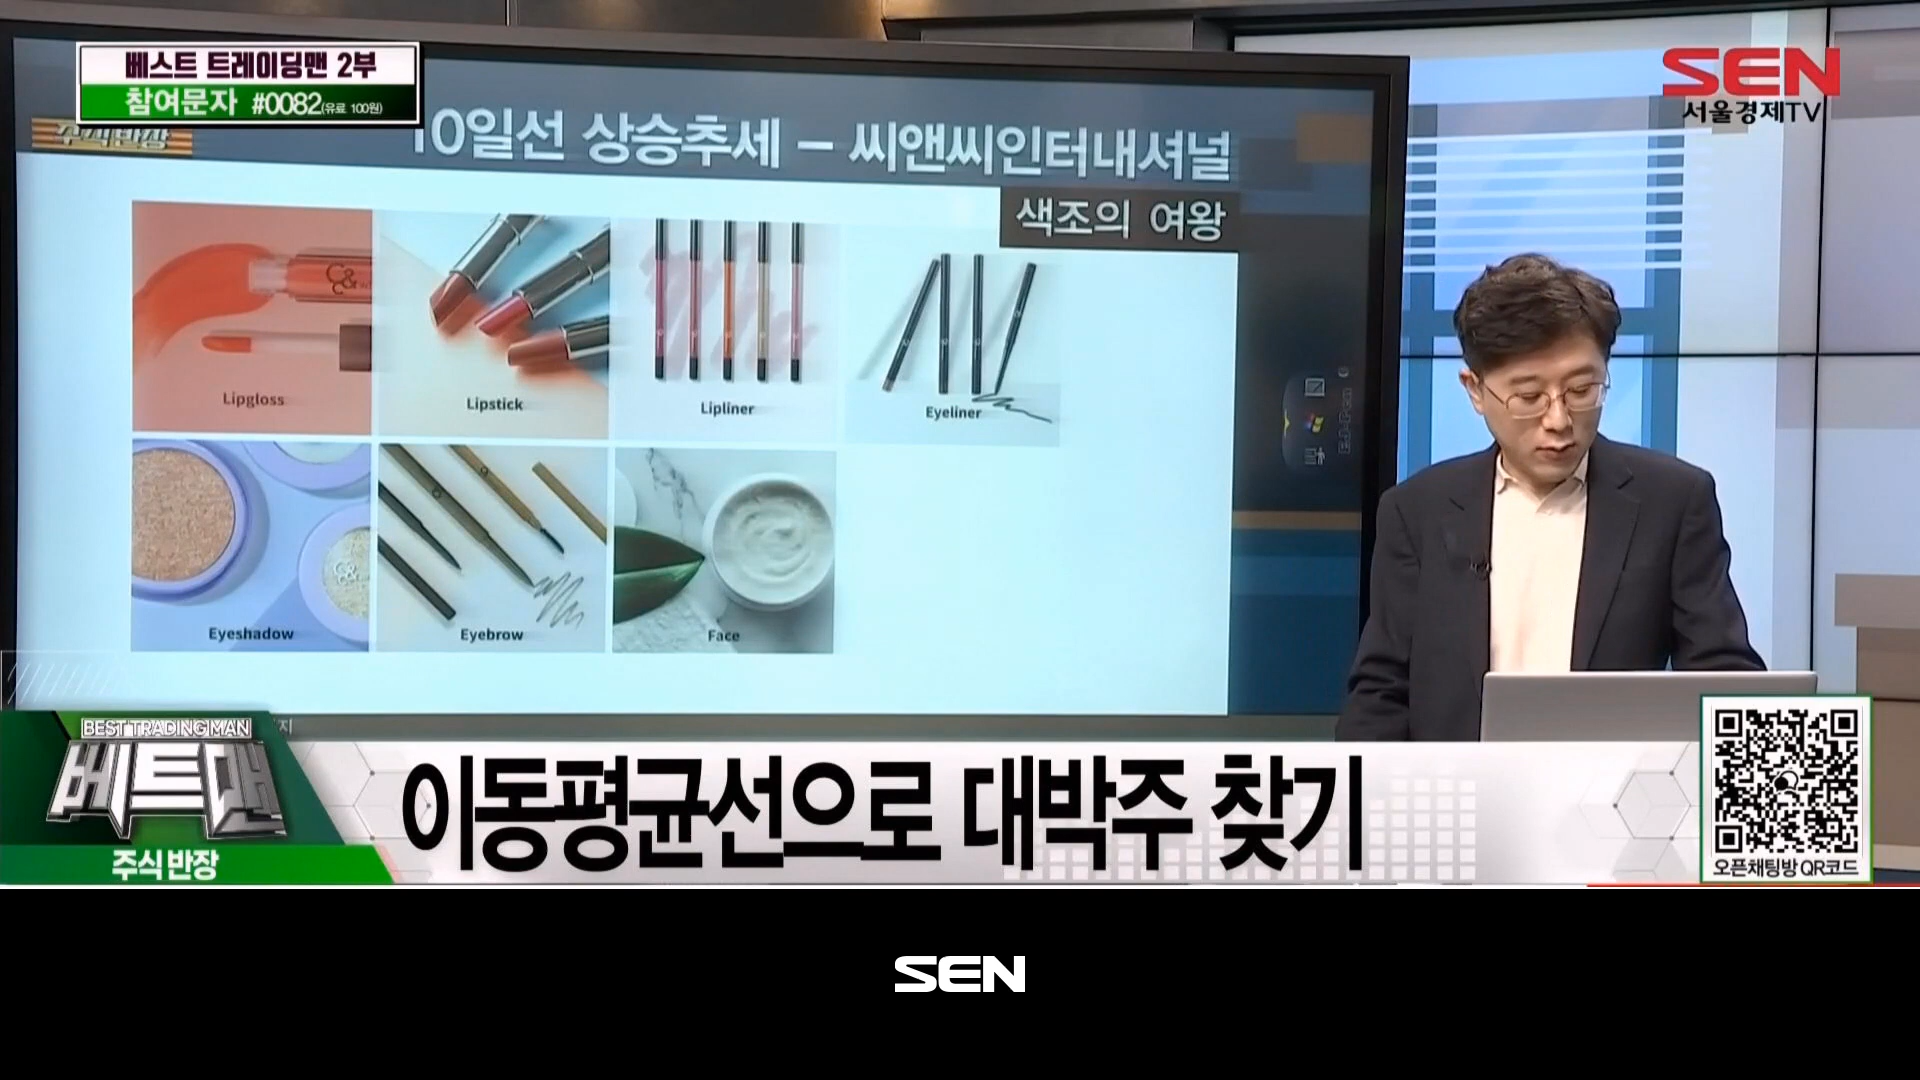 베스트 트레이딩맨 2부
참여문자 #0082(유료 100원)
SEN
서울경제TV
주식반장
10일선 상승추세 – 씨앤씨인터내셔널
색조의 여왕
Lipgloss
Lipstick
Lipliner
Eyeliner
Eyeshadow
Eyebrow
Face
BEST TRADING MAN
베트맨
주식반장
이동평균선으로 대박주 찾기
오픈채팅방 QR코드
SEN